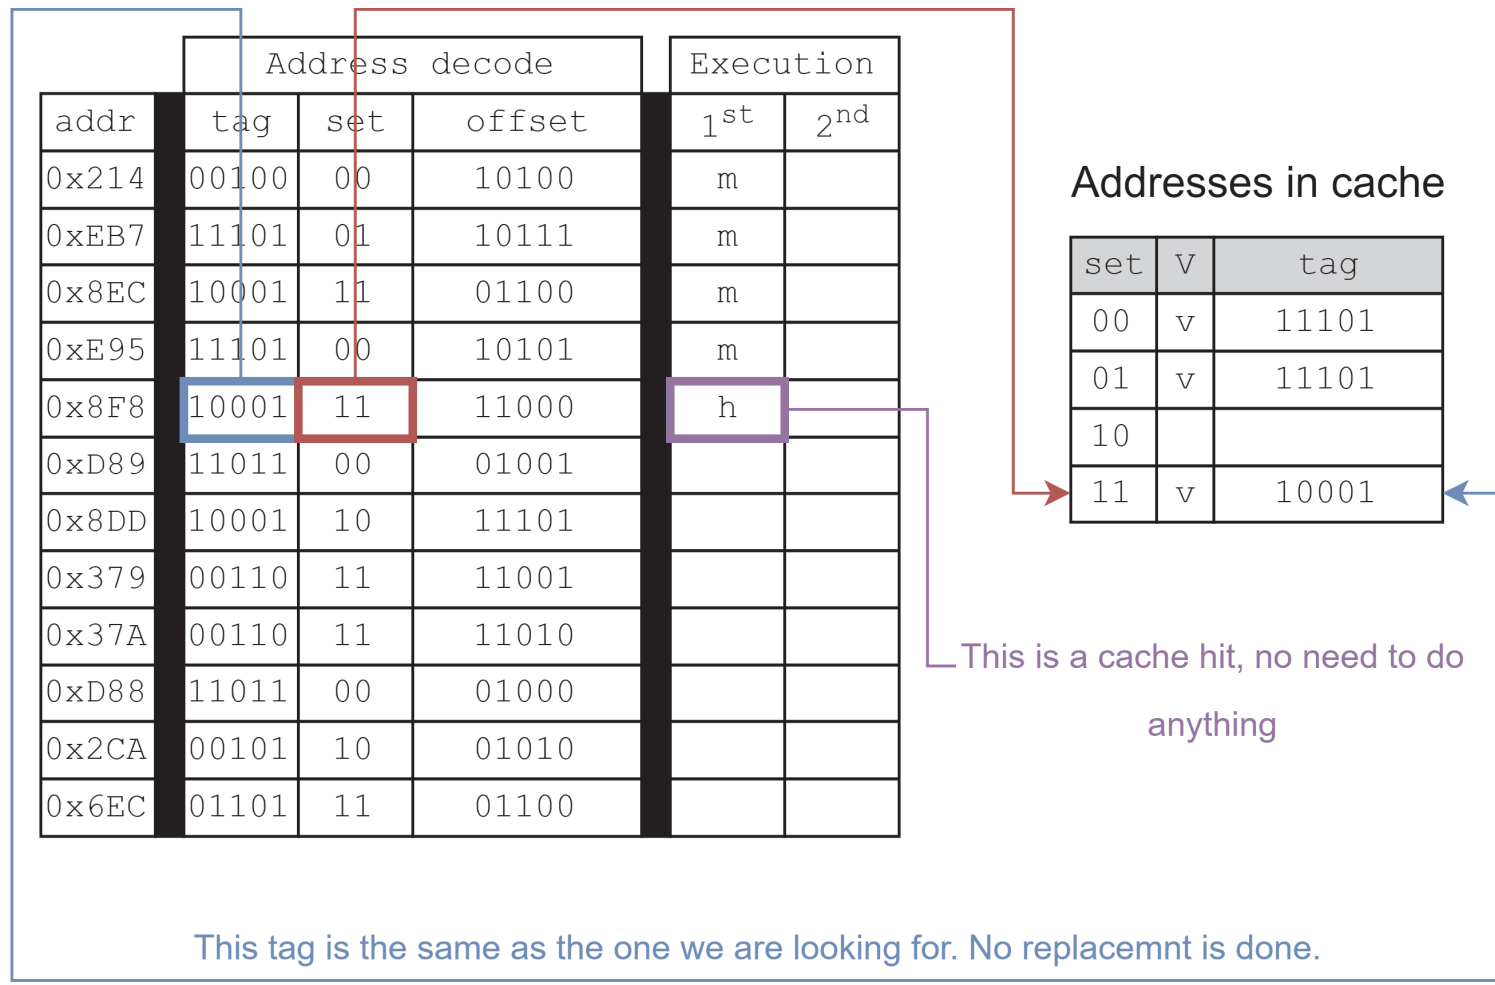 Address decode Execution
addr tag set offset 1st 2nd
0x214 00100 00 10100 m
0xEB7 11101 01 10111 m
0x8EC 10001 11 01100 m
0xE95 11101 00 10101 m
0x8F8 10001 11 11000 h
0xD89 11011 00 01001
0x8DD 10001 10 11101
0x379 00110 11 11001
0x37A 00110 11 11010
0xD88 11011 00 01000
0x2CA 00101 10 01010
0x6EC 01101 11 01100
Addresses in cache
set V tag
00 v 11101
01 v 11101
10
11 v 10001
This is a cache hit, no need to do
anything
This tag is the same as the one we are looking for. No replacemnt is done.